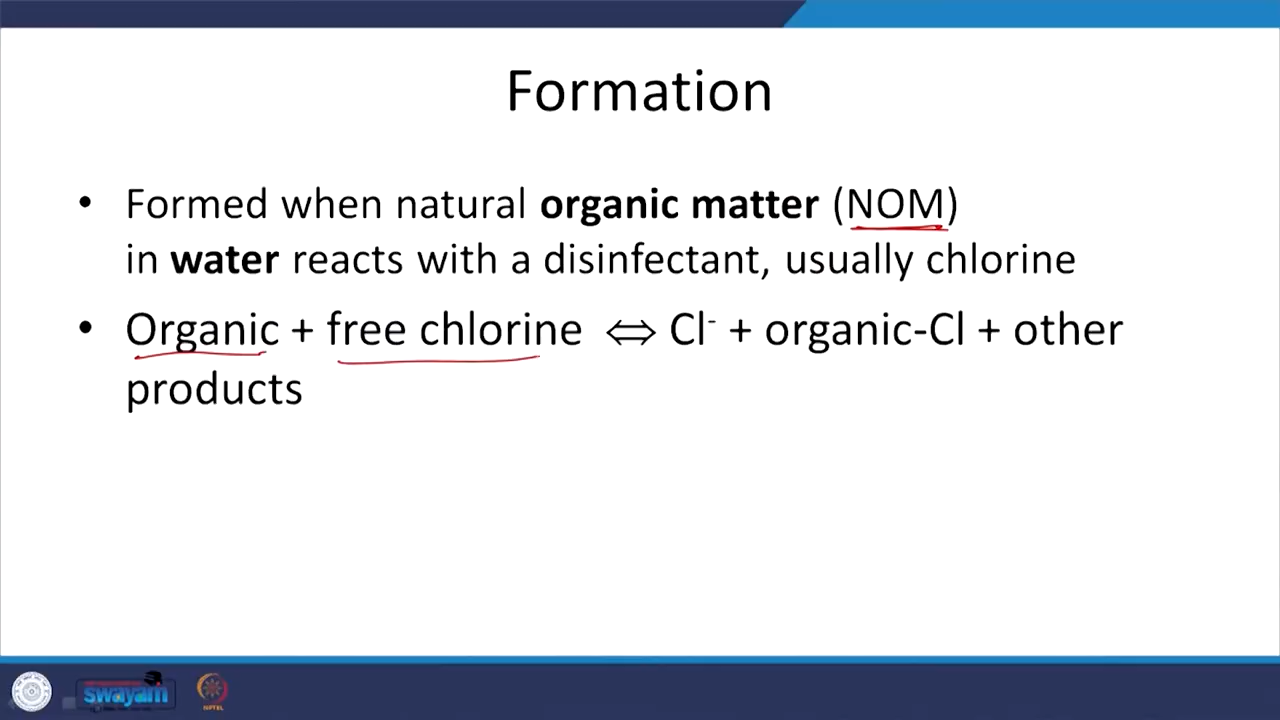 Formation
• Formed when natural organic matter (NOM)
in water reacts with a disinfectant, usually chlorine
• Organic + free chlorine ⇔ Cl⁻ + organic-Cl + other
products
swayam